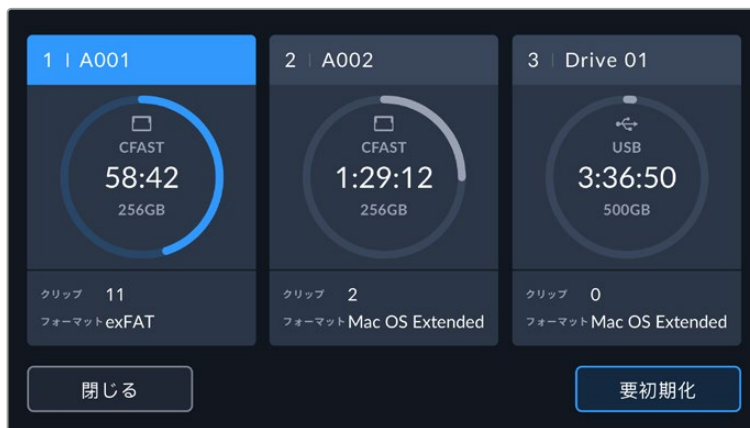 1 | A001
CFAST
58:42
256GB
クリップ 11
フォーマット exFAT
2 | A002
CFAST
1:29:12
256GB
クリップ 2
フォーマット Mac OS Extended
3 | Drive 01
USB
3:36:50
500GB
クリップ 0
フォーマット Mac OS Extended
閉じる
要初期化